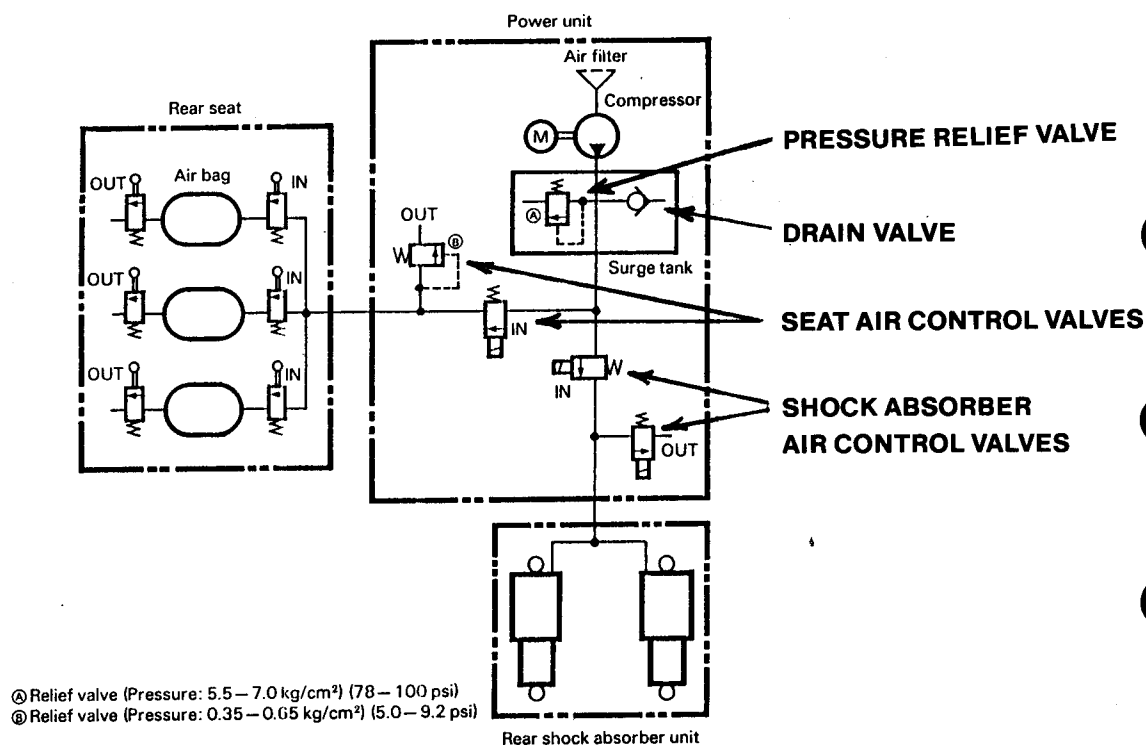 Power unit
Air filter
Compressor
M
PRESSURE RELIEF VALVE
Rear seat
OUT
Air bag
IN
OUT
Ⓐ
Ⓑ
DRAIN VALVE
Surge tank
OUT
IN
IN
SEAT AIR CONTROL VALVES
OUT
IN
IN
SHOCK ABSORBER
AIR CONTROL VALVES
OUT
Ⓐ Relief valve (Pressure: 5.5–7.0 kg/cm²) (78–100 psi)
Ⓑ Relief valve (Pressure: 0.35–0.65 kg/cm²) (5.0–9.2 psi)
Rear shock absorber unit